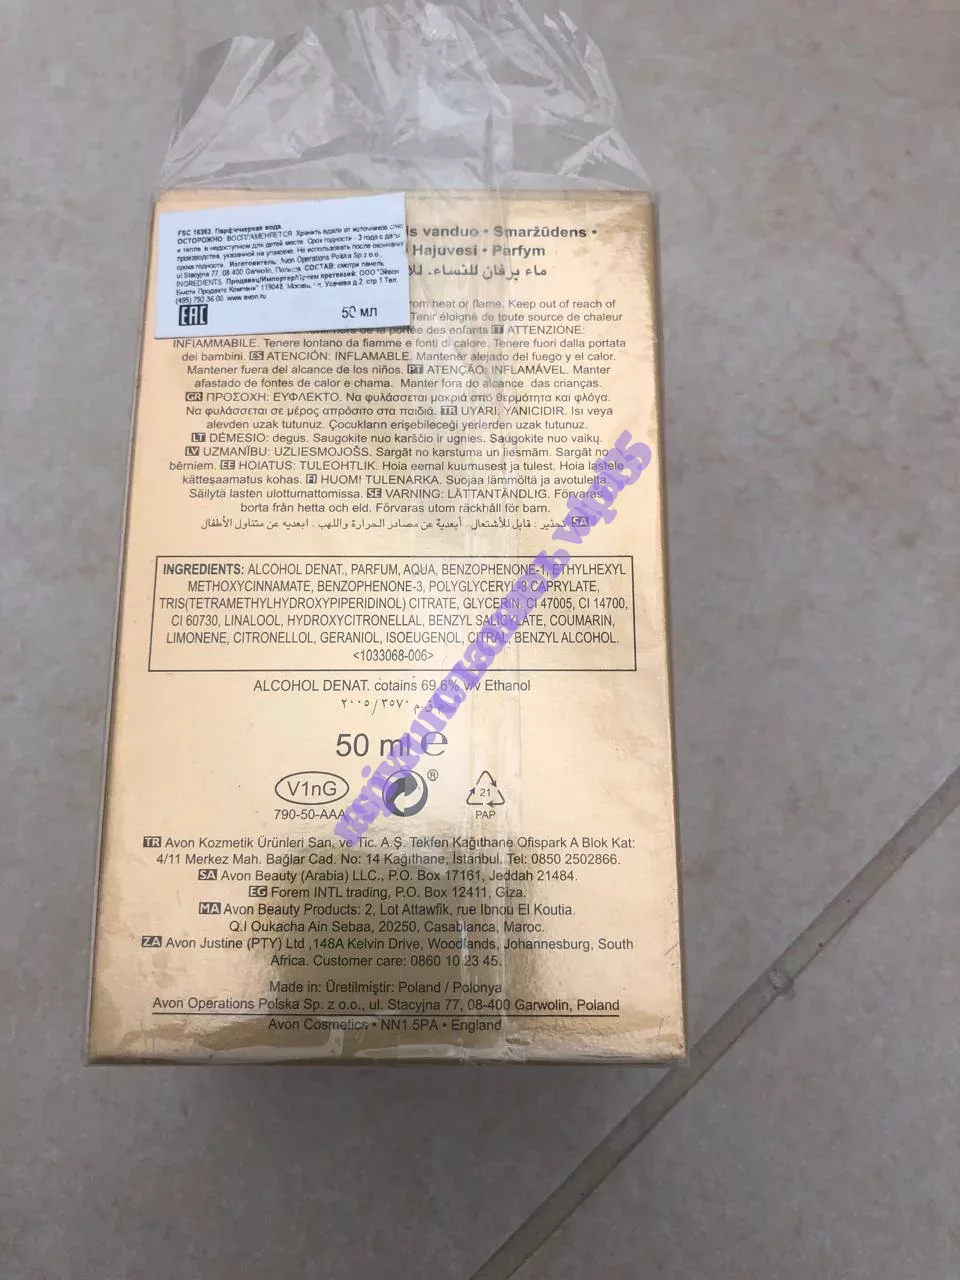 FSC 16362. Парфюмерная вода
ОСТОРОЖНО: ВОСПЛАМЕНЯЕТСЯ. Хранить вдали от источников огня
и тепла, в недоступном для детей месте. Срок годности - 3 года с даты
производства, указанной на упаковке. Не использовать после окончания
срока годности. Изготовитель: Avon Operations Polska Sp.z o.o.,
ul.Stacyjna 77, 08-400 Garwolin, Польша. СОСТАВ: смотри панель
INGREDIENTS. Продавец/Импортер/Прием претензий: ООО "Эйвон
Бьюти Продактс Компани" 119048, Москва, ул. Усачева д.2, стр.1 Тел.
(495) 792 36 00 www.avon.ru
EAC 50 мл
is vanduo • Smaržūdens •
Hajuvesi • Parfym
ماء برفان للنساء.
from heat or flame. Keep out of reach of
Tenir éloigné de toute source de chaleur
de la portée des enfants IT ATTENZIONE:
INFIAMMABILE. Tenere lontano da fiamme e fonti di calore. Tenere fuori dalla portata
dei bambini. ES ATENCIÓN: INFLAMABLE. Mantener alejado del fuego y el calor.
Mantener fuera del alcance de los niños. PT ATENÇÃO: INFLAMÁVEL. Manter
afastado de fontes de calor e chama. Manter fora do alcance das crianças.
GR ΠΡΟΣΟΧΗ: ΕΥΦΛΕΚΤΟ. Να φυλάσσεται μακριά από θερμότητα και φλόγα.
Να φυλάσσεται σε μέρος απρόσιτο στα παιδιά. TR UYARI, YANICIDIR. Isı veya
alevden uzak tutunuz. Çocukların erişebileceği yerlerden uzak tutunuz.
LT DĖMESIO: degus. Saugokite nuo karščio ir ugnies. Saugokite nuo vaikų.
LV UZMANĪBU: UZLIESMOJOŠS. Sargāt no karstuma un liesmām. Sargāt no
bērniem. EE HOIATUS: TULEOHTLIK. Hoia eemal kuumusest ja tulest. Hoia lastele
kättesaamatus kohas. FI HUOM! TULENARKA. Suojaa lämmöltä ja avotulelta.
Säilytä lasten ulottumattomissa. SE VARNING: LÄTTANTÄNDLIG. Förvaras
borta från hetta och eld. Förvaras utom räckhåll för barn.
SA تحذير : قابل للأشتعال . أبعدية عن مصادر الحرارة واللهب . ابعديه عن متناول الأطفال
INGREDIENTS: ALCOHOL DENAT., PARFUM, AQUA, BENZOPHENONE-1, ETHYLHEXYL
METHOXYCINNAMATE, BENZOPHENONE-3, POLYGLYCERYL-3 CAPRYLATE,
TRIS(TETRAMETHYLHYDROXYPIPERIDINOL) CITRATE, GLYCERIN, CI 47005, CI 14700,
CI 60730, LINALOOL, HYDROXYCITRONELLAL, BENZYL SALICYLATE, COUMARIN,
LIMONENE, CITRONELLOL, GERANIOL, ISOEUGENOL, CITRAL, BENZYL ALCOHOL.
<1033068-006>
ALCOHOL DENAT. cotains 69.6% v/v Ethanol
م.ق.م ٣٥٧٠/٢٠٠٥
50 ml e
V1nG ® 21
790-50-AAA PAP
TR Avon Kozmetik Ürünleri San. ve Tic. A.Ş. Tekfen Kağıthane Ofispark A Blok Kat:
4/11 Merkez Mah. Bağlar Cad. No: 14 Kağıthane, İstanbul. Tel: 0850 2502866.
SA Avon Beauty (Arabia) LLC., P.O. Box 17161, Jeddah 21484.
EG Forem INTL trading, P.O. Box 12411, Giza.
MA Avon Beauty Products: 2, Lot Attawfik, rue Ibnou El Koutia.
Q.I Oukacha Ain Sebaa, 20250, Casablanca, Maroc.
ZA Avon Justine (PTY) Ltd ,148A Kelvin Drive, Woodlands, Johannesburg, South
Africa. Customer care: 0860 10 23 45.
Made in: Üretilmiştir: Poland / Polonya
Avon Operations Polska Sp. z o.o., ul. Stacyjna 77, 08-400 Garwolin, Poland
Avon Cosmetics • NN1 5PA • England